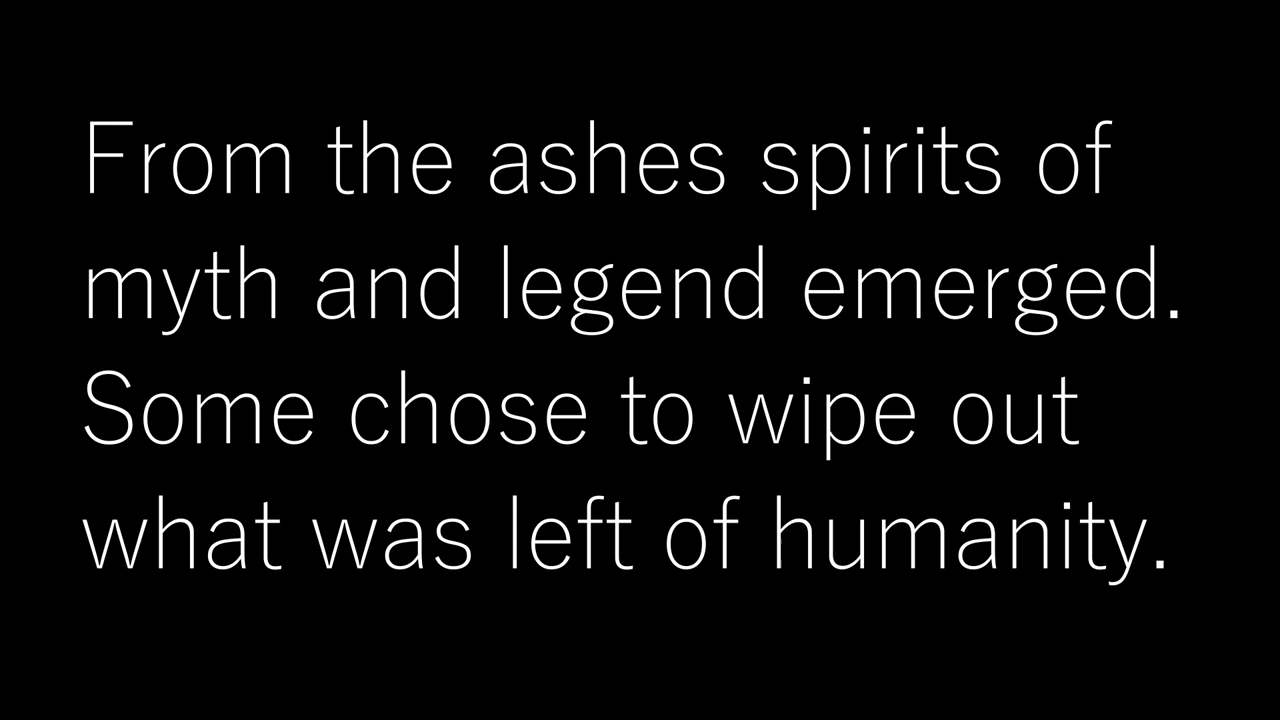 From the ashes spirits of
myth and legend emerged.
Some chose to wipe out
what was left of humanity.